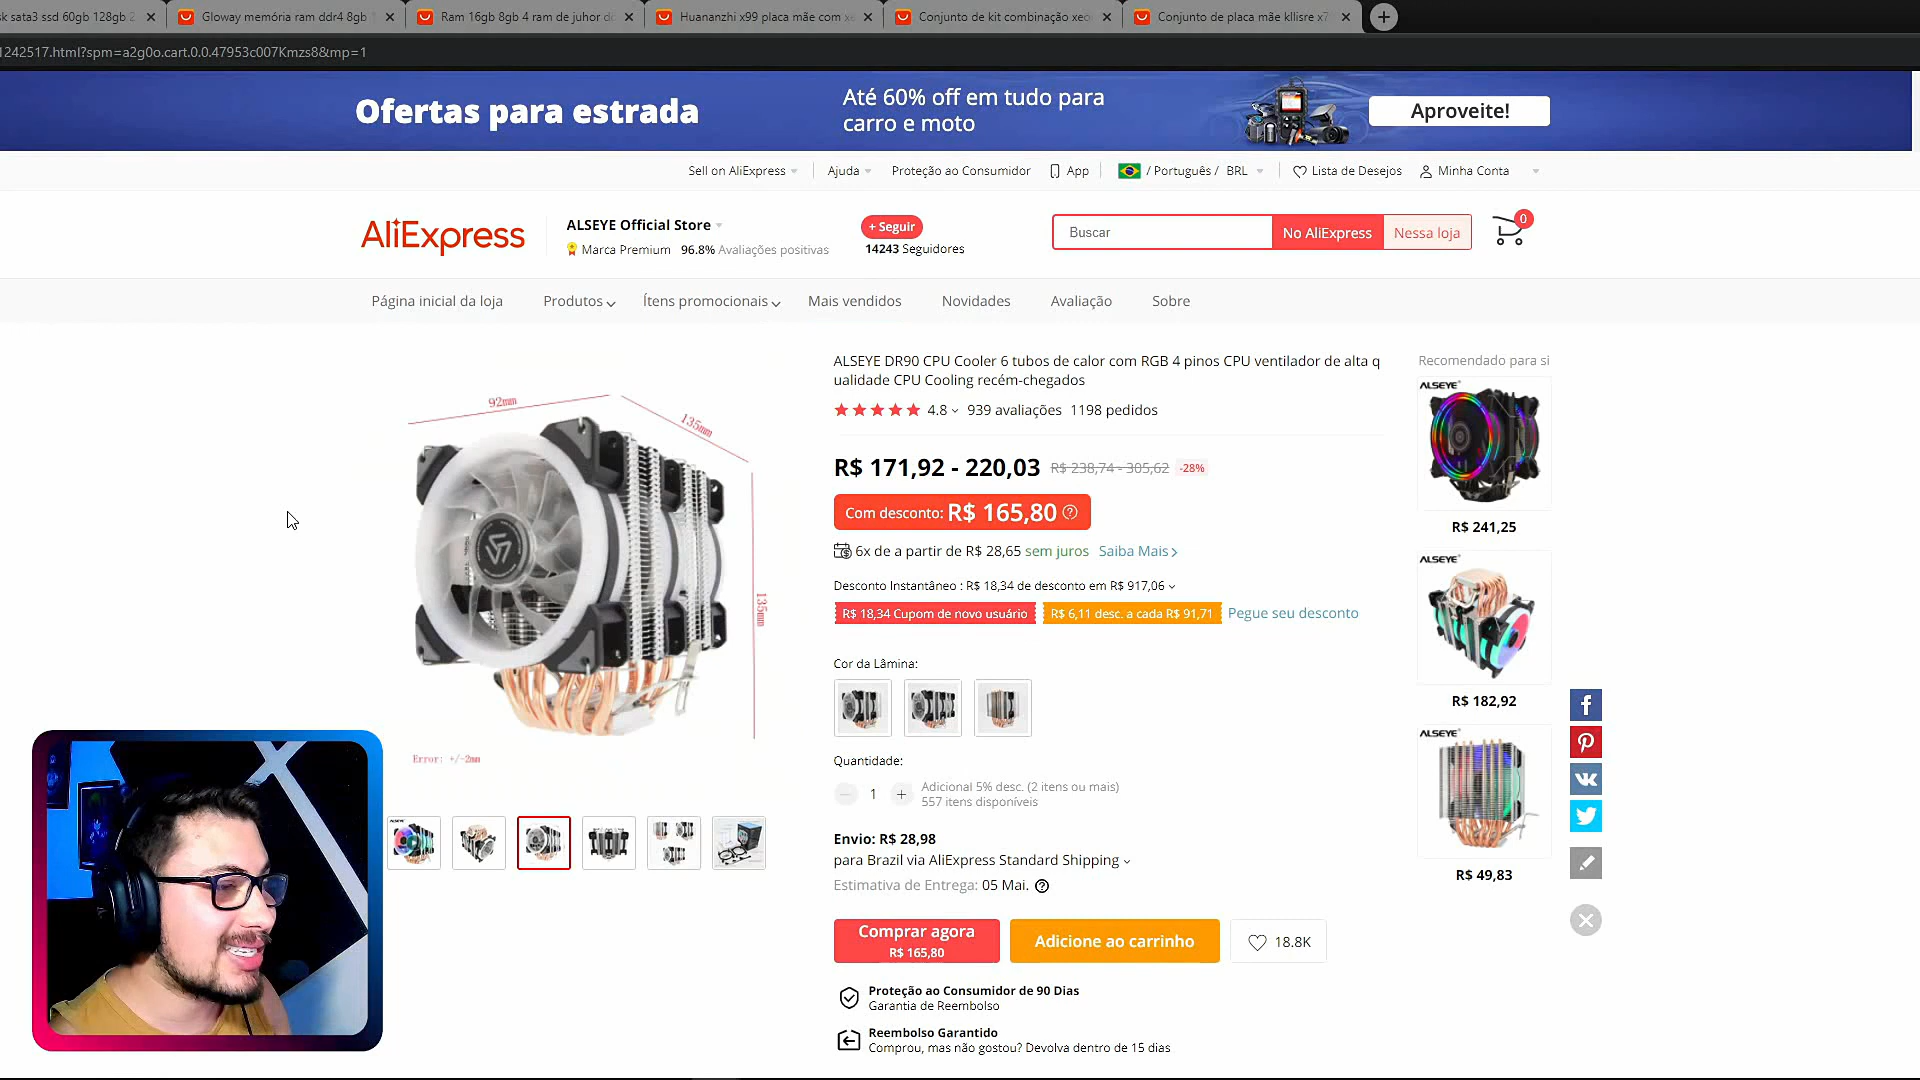 sk sata3 ssd 60gb 128gb 2
Gloway memória ram ddr4 8gb 1
Ram 16gb 8gb 4 ram de juhor d
Huananzhi x99 placa mãe com x
Conjunto de kit combinação xeo
Conjunto de placa mãe kllisre x7
1242517.html?spm=a2g0o.cart.0.0.47953c007Kmzs8&mp=1
Ofertas para estrada
Até 60% off em tudo para
carro e moto
Aproveite!
Sell on AliExpress
Ajuda
Proteção ao Consumidor
App
/ Português / BRL
Lista de Desejos
Minha Conta
AliExpress
ALSEYE Official Store
Marca Premium 96.8% Avaliações positivas
+ Seguir
14243 Seguidores
Buscar
No AliExpress
Nessa loja
0
Página inicial da loja
Produtos
Ítens promocionais
Mais vendidos
Novidades
Avaliação
Sobre
92mm
135mm
135mm
Error: +/-2mm
ALSEYE DR90 CPU Cooler 6 tubos de calor com RGB 4 pinos CPU ventilador de alta q
ualidade CPU Cooling recém-chegados
4.8 939 avaliações 1198 pedidos
R$ 171,92 - 220,03 R$ 238,74 - 305,62 -28%
Com desconto: R$ 165,80
6x de a partir de R$ 28,65 sem juros Saiba Mais
Desconto Instantâneo : R$ 18,34 de desconto em R$ 917,06
R$ 18,34 Cupom de novo usuário
R$ 6,11 desc. a cada R$ 91,71
Pegue seu desconto
Cor da Lâmina:
Quantidade:
1 +
Adicional 5% desc. (2 itens ou mais)
557 itens disponíveis
Envio: R$ 28,98
para Brazil via AliExpress Standard Shipping
Estimativa de Entrega: 05 Mai.
Comprar agora
R$ 165,80
Adicione ao carrinho
18.8K
Proteção ao Consumidor de 90 Dias
Garantia de Reembolso
Reembolso Garantido
Comprou, mas não gostou? Devolva dentro de 15 dias
Recomendado para si
ALSEYE
R$ 241,25
ALSEYE
R$ 182,92
ALSEYE
R$ 49,83